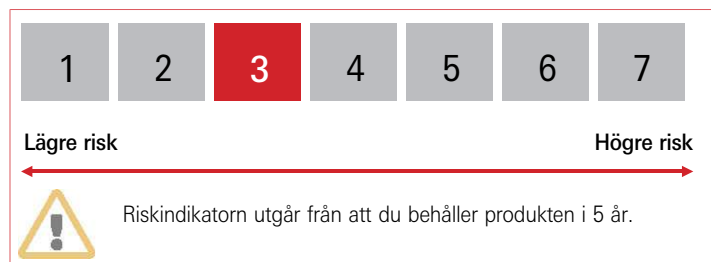 1 2 3 4 5 6 7
Lägre risk Högre risk
Riskindikatorn utgår från att du behåller produkten i 5 år.